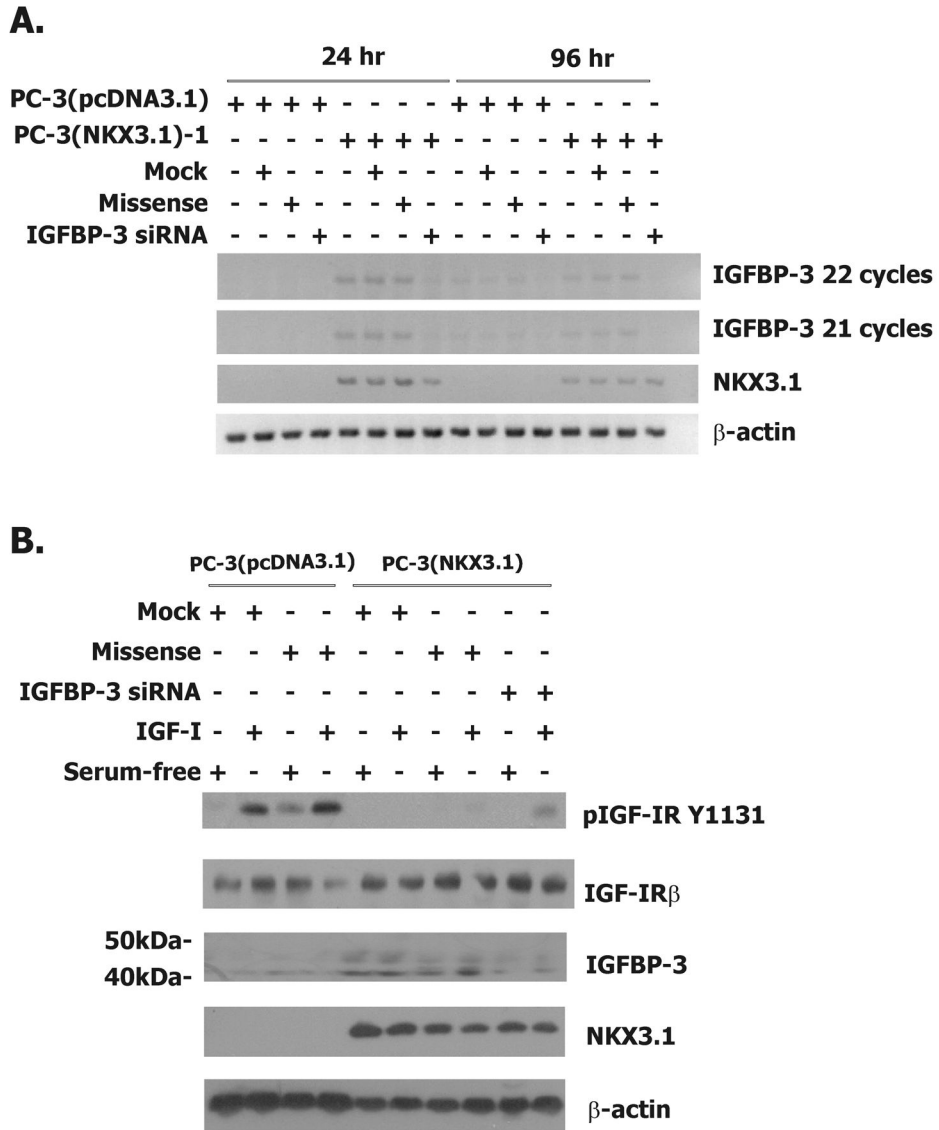 A.
24 hr 96 hr
PC-3(pcDNA3.1) + + + + - - - - + + + + - - - -
PC-3(NKX3.1)-1 - - - - + + + + - - - - + + + +
Mock - + - - - + - - - + - - - + - -
Missense - - + - - - + - - - + - - - + -
IGFBP-3 siRNA - - - + - - - + - - - + - - - +
IGFBP-3 22 cycles
IGFBP-3 21 cycles
NKX3.1
β-actin
B.
PC-3(pcDNA3.1) PC-3(NKX3.1)
Mock + + - - + + - - - -
Missense - - + + - - + + - -
IGFBP-3 siRNA - - - - - - - - + +
IGF-I - + - + - + - + - +
Serum-free + - + - + - + - + -
pIGF-IR Y1131
IGF-IRβ
50kDa-
40kDa- IGFBP-3
NKX3.1
β-actin